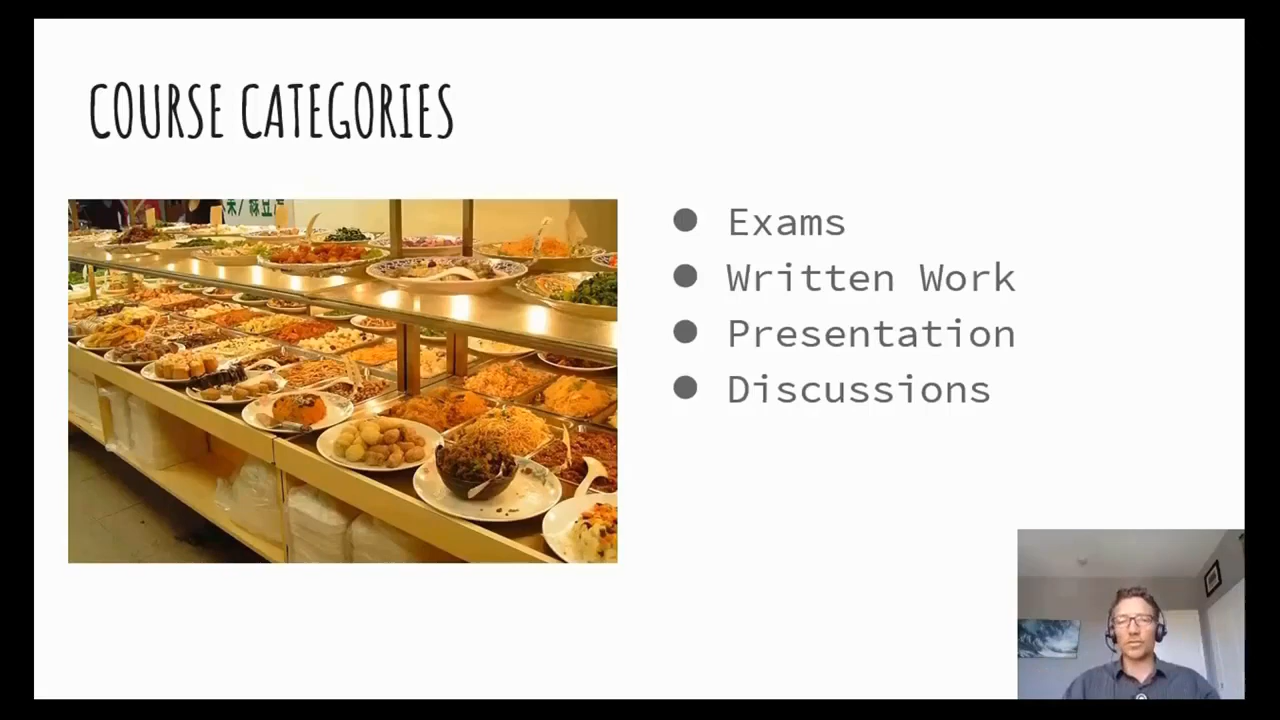 COURSE CATEGORIES
Exams
Written Work
Presentation
Discussions